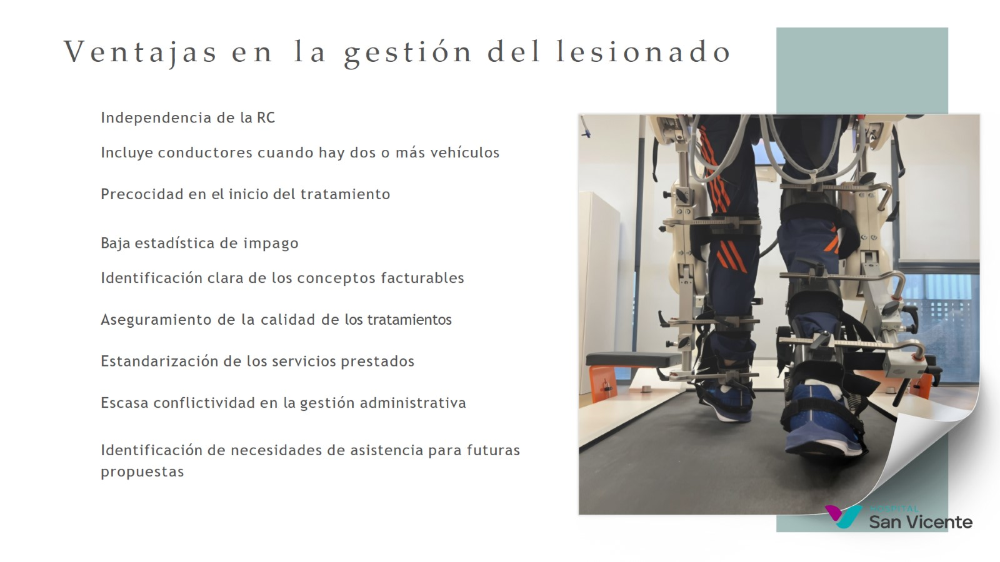 Ventajas en la gestión del lesionado
Independencia de la RC
Incluye conductores cuando hay dos o más vehículos
Precocidad en el inicio del tratamiento
Baja estadística de impago
Identificación clara de los conceptos facturables
Aseguramiento de la calidad de los tratamientos
Estandarización de los servicios prestados
Escasa conflictividad en la gestión administrativa
Identificación de necesidades de asistencia para futuras
propuestas
HOSPITAL
San Vicente